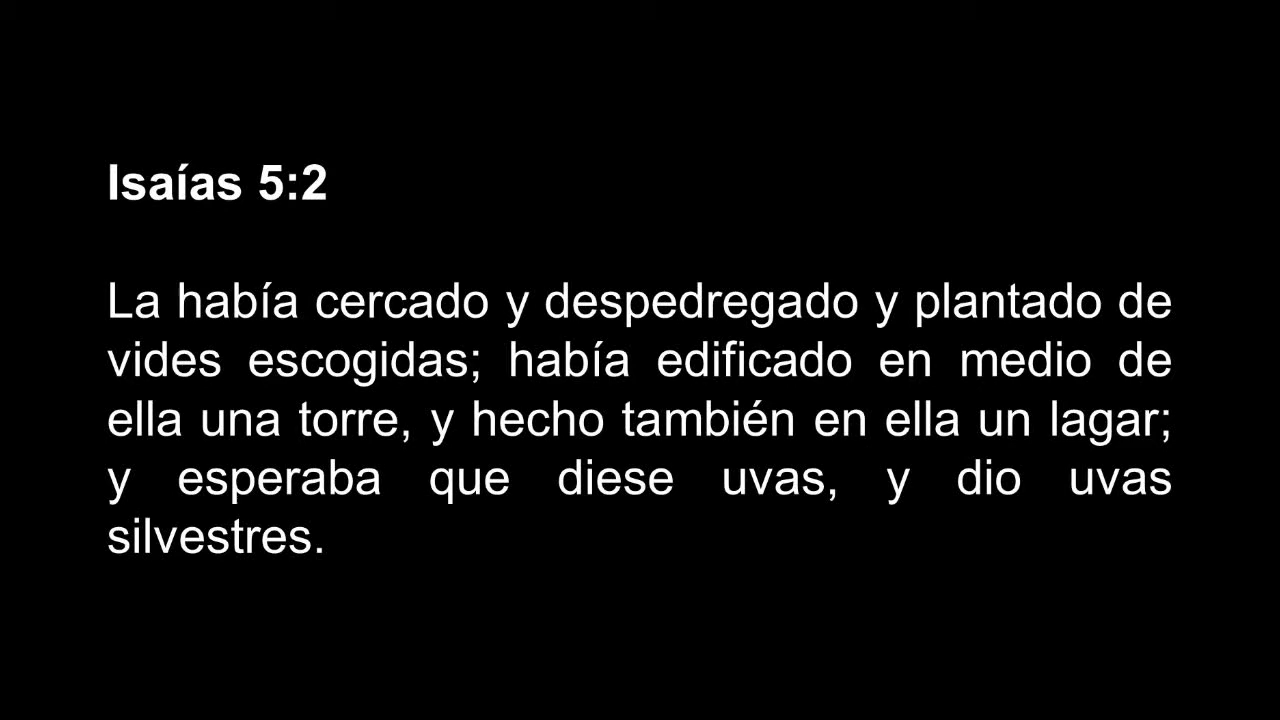 Isaías 5:2
La había cercado y despedregado y plantado de
vides escogidas; había edificado en medio de
ella una torre, y hecho también en ella un lagar;
y esperaba que diese uvas, y dio uvas
silvestres.